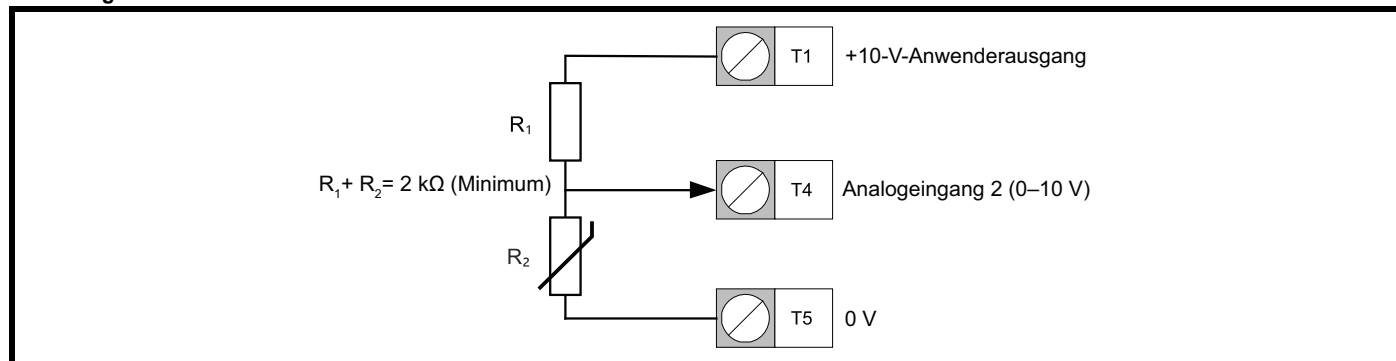 T1 +10-V-Anwenderausgang
R₁
R₁+ R₂= 2 kΩ (Minimum)
T4 Analogeingang 2 (0–10 V)
R₂
T5 0 V